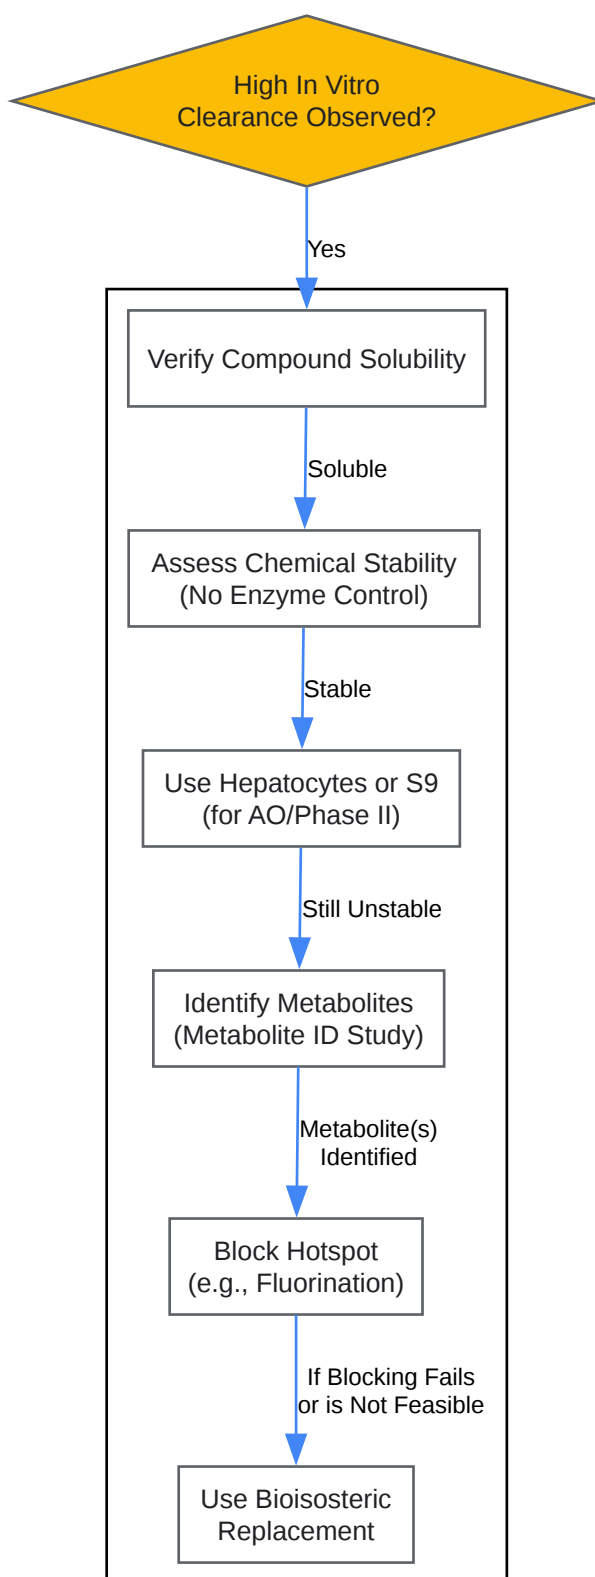 High In Vitro
Clearance Observed?
Yes
Verify Compound Solubility
Soluble
Assess Chemical Stability
(No Enzyme Control)
Stable
Use Hepatocytes or S9
(for AO/Phase II)
Still Unstable
Identify Metabolites
(Metabolite ID Study)
Metabolite(s)
Identified
Block Hotspot
(e.g., Fluorination)
If Blocking Fails
or is Not Feasible
Use Bioisosteric
Replacement